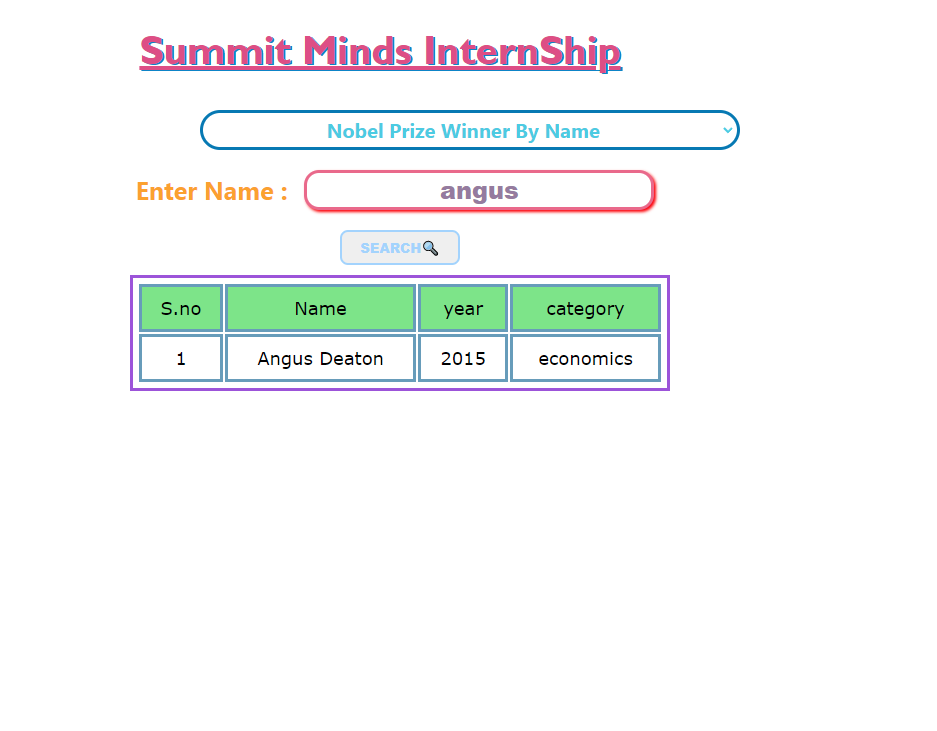 Summit Minds InternShip
Nobel Prize Winner By Name
Enter Name : angus
SEARCH🔍
S.no Name year category
1 Angus Deaton 2015 economics